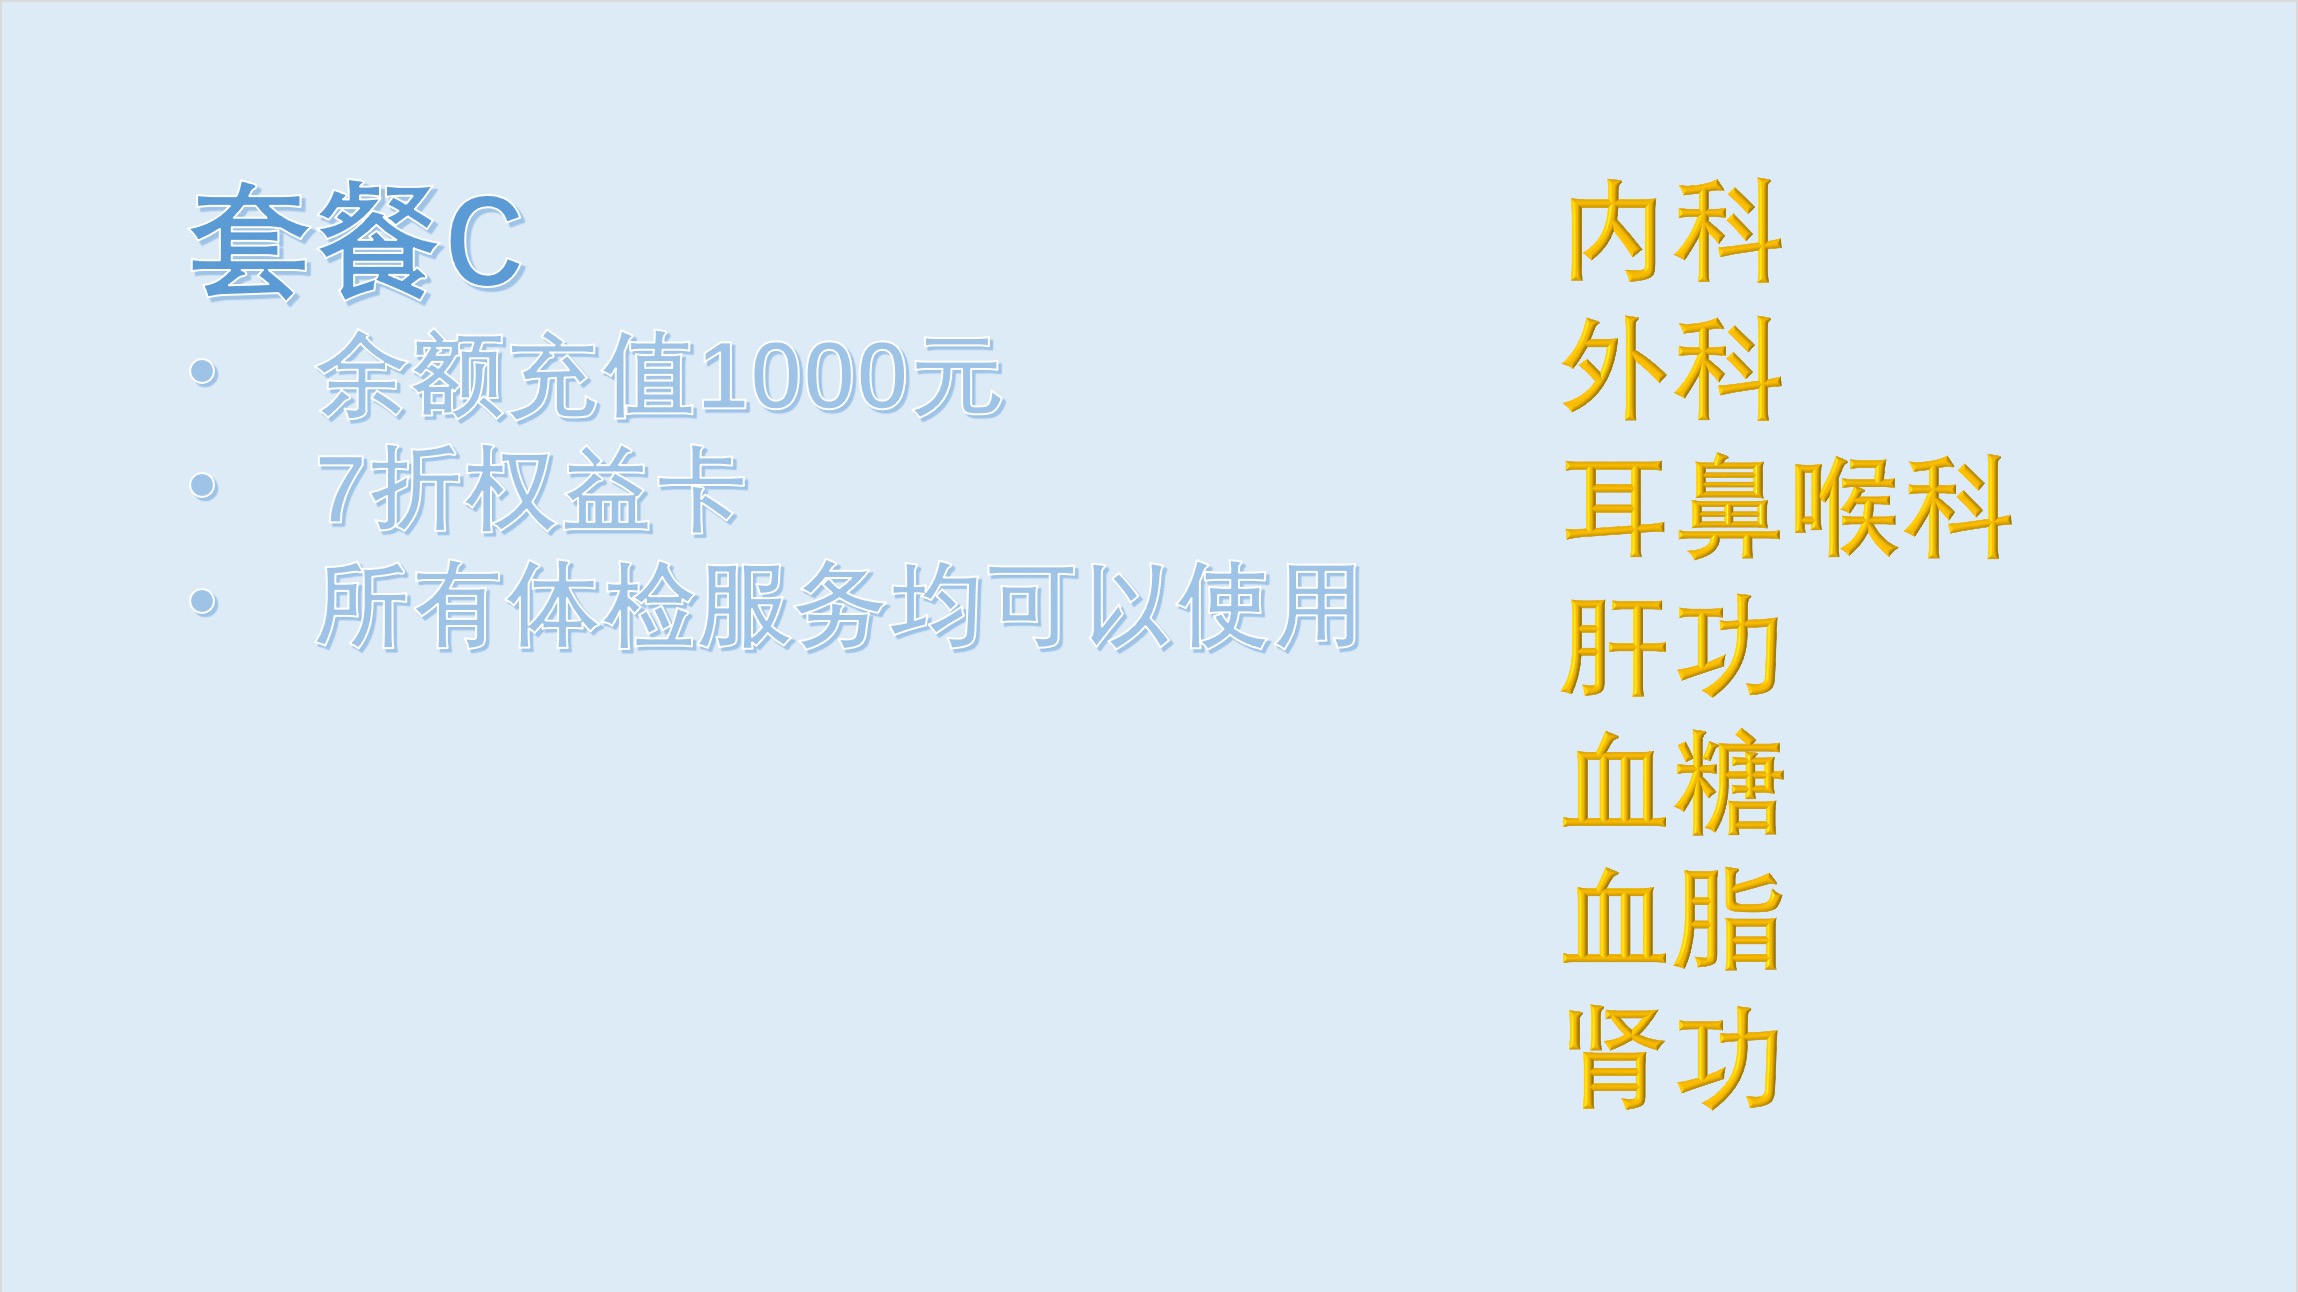 套餐C
• 余额充值1000元
• 7折权益卡
• 所有体检服务均可以使用
内科
外科
耳鼻喉科
肝功
血糖
血脂
肾功